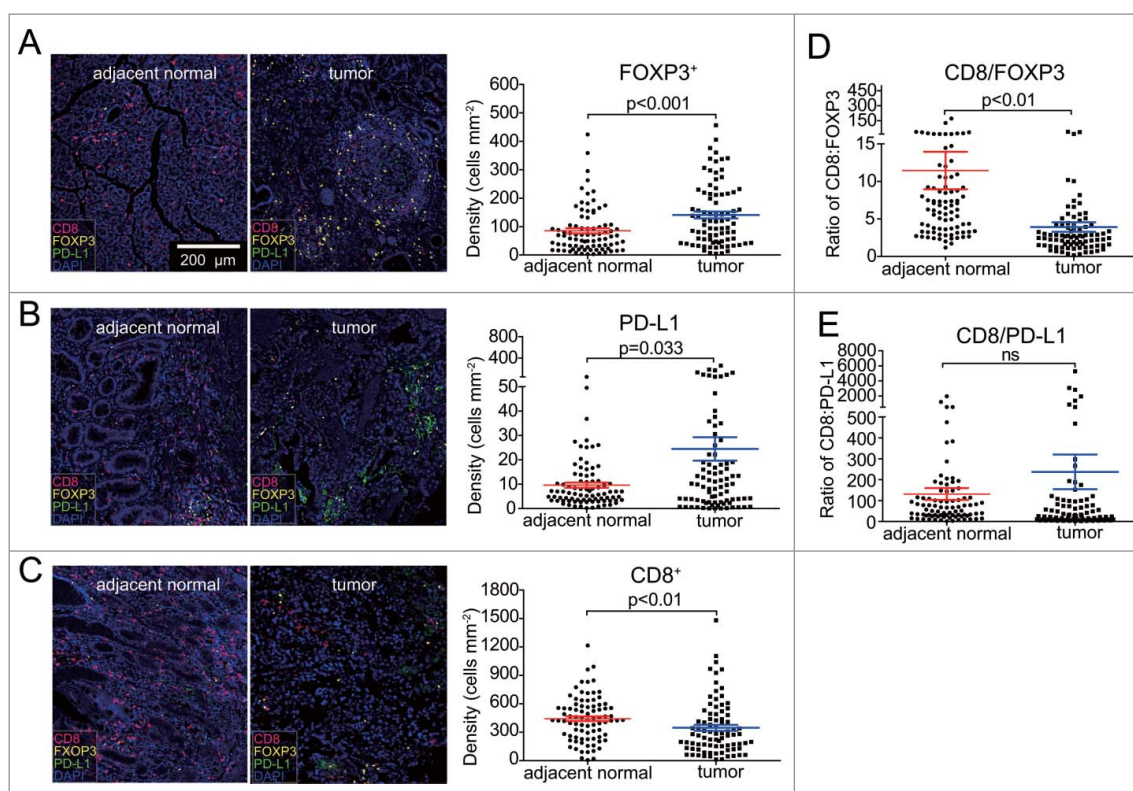 A
adjacent normal
CD8
FOXP3
PD-L1
DAPI
200 μm
tumor
FOXP3⁺
p<0.001
Density (cells mm⁻²)
600
500
400
300
200
100
0
adjacent normal
tumor
B
adjacent normal
CD8
FOXP3
PD-L1
DAPI
tumor
CD8
FOXP3
PD-L1
DAPI
PD-L1
p=0.033
Density (cells mm⁻²)
800
400
50
40
30
20
10
0
adjacent normal
tumor
C
adjacent normal
CD8
FXOP3
PD-L1
DAPI
tumor
CD8
FOXP3
PD-L1
DAPI
CD8⁺
p<0.01
Density (cells mm⁻²)
1800
1500
1200
900
600
300
0
adjacent normal
tumor
D
CD8/FOXP3
p<0.01
Ratio of CD8:FOXP3
450
300
150
15
10
5
0
adjacent normal
tumor
E
CD8/PD-L1
ns
Ratio of CD8:PD-L1
8000
6000
4000
2000
500
400
300
200
100
0
adjacent normal
tumor